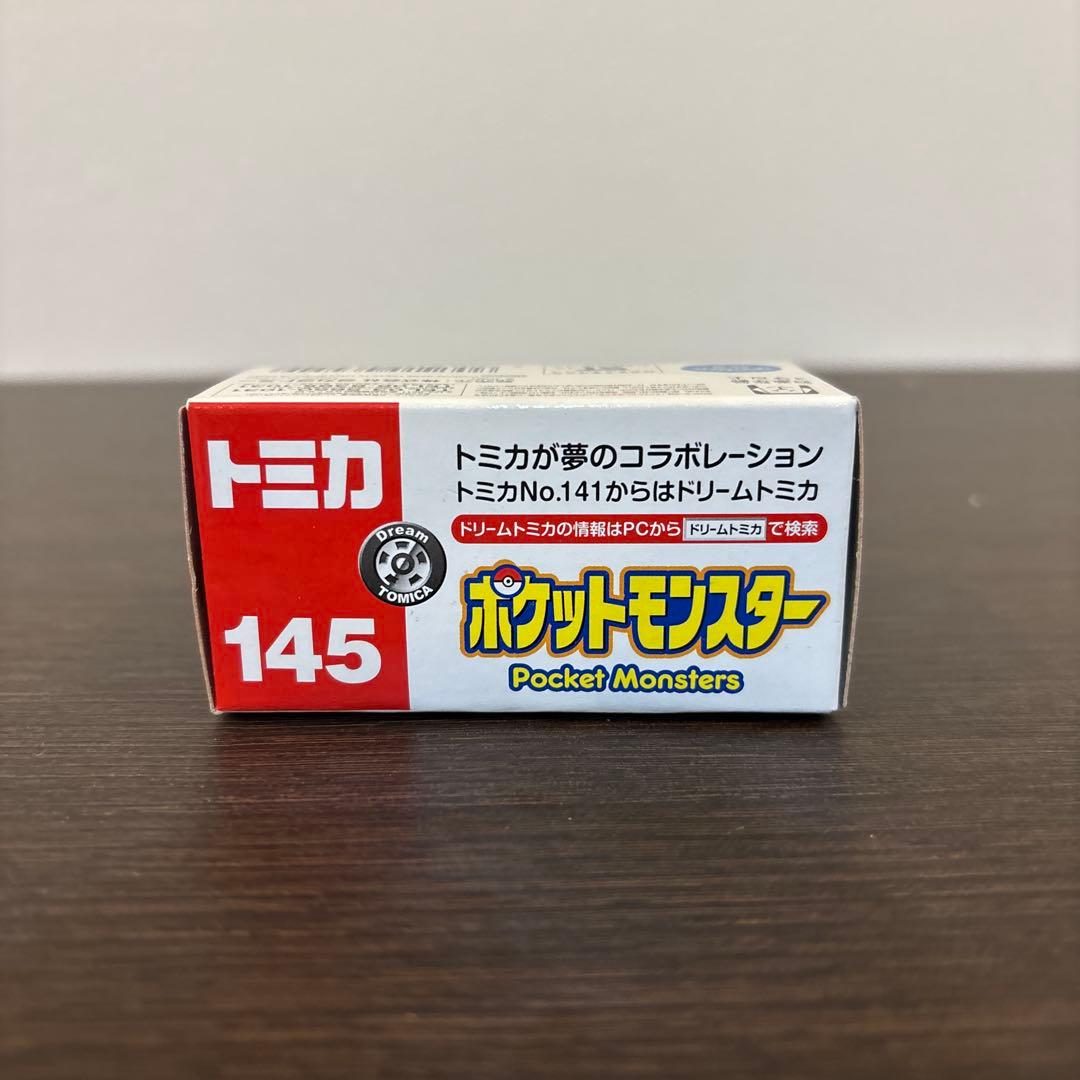 トミカ
Dream
TOMICA
145
トミカが夢のコラボレーション
トミカNo.141からはドリームトミカ
ドリームトミカの情報はPCから ドリームトミカ で検索
ポケットモンスター
Pocket Monsters